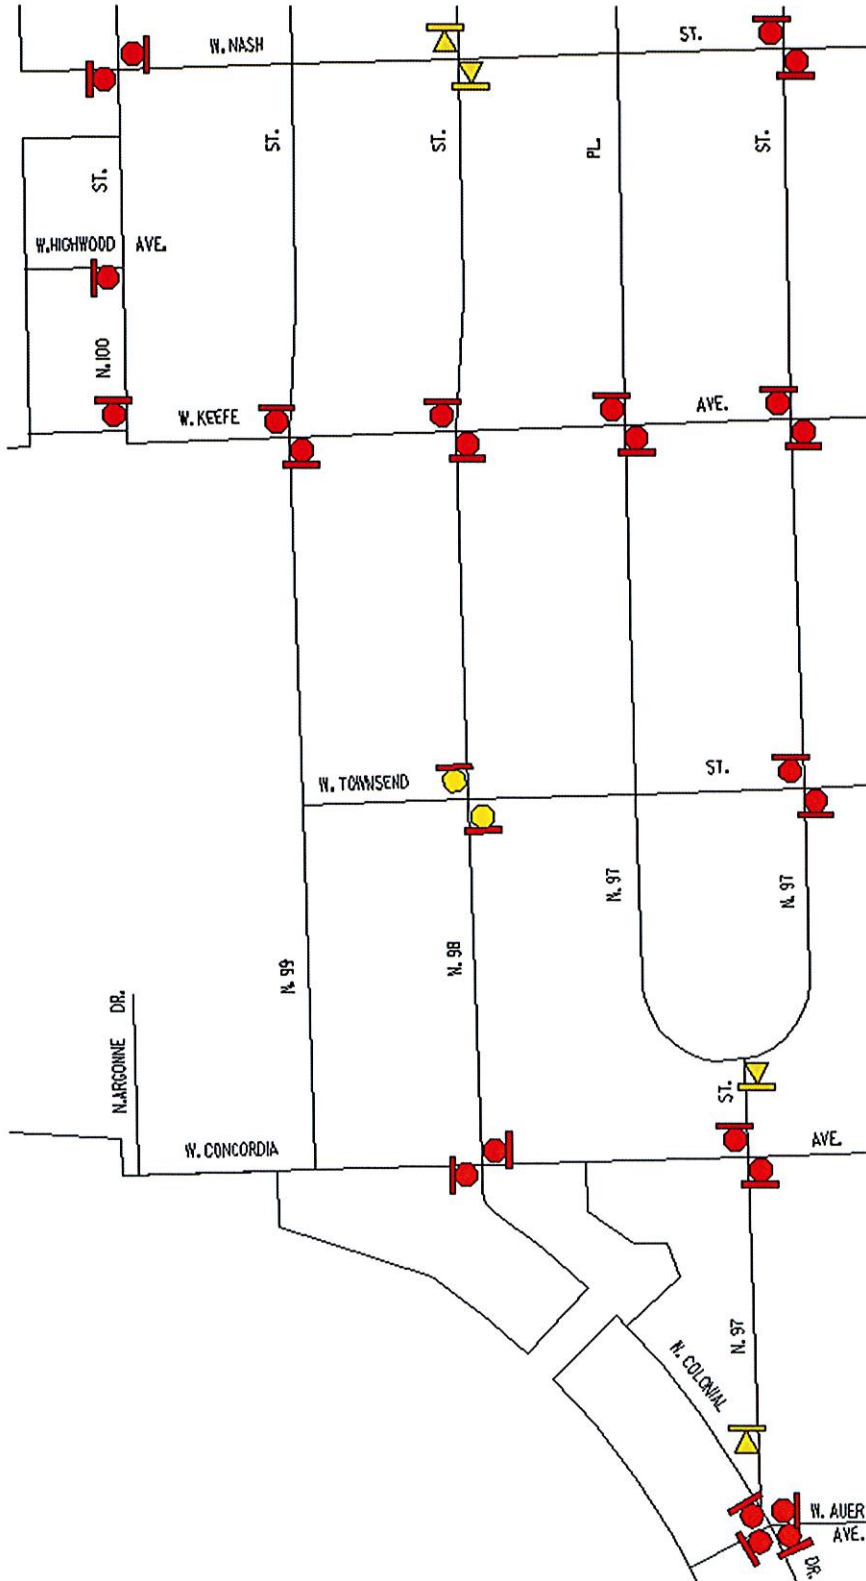 W. NASH ST.
ST.
ST.
ST.
PL.
ST.
W. HIGHWOOD AVE.
N. 100
W. KEEFE AVE.
W. TOWNSEND ST.
N. 97
N. 97
N. 98
N. 99
N. ARGONNE DR.
ST.
W. CONCORDIA AVE.
N. 97
N. COLONIAL
W. AUER
AVE.
DR.